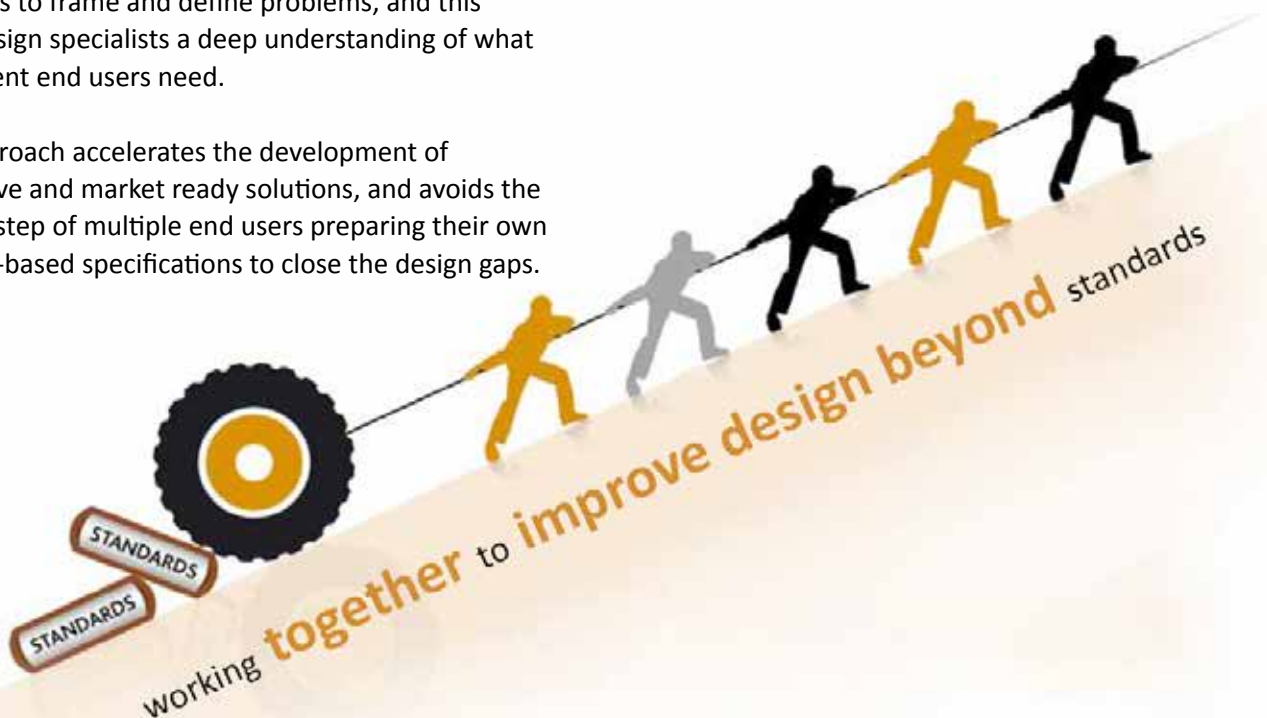 s to frame and define problems, and this
sign specialists a deep understanding of what
ent end users need.
roach accelerates the development of
ve and market ready solutions, and avoids the
step of multiple end users preparing their own
-based specifications to close the design gaps.
STANDARDS
STANDARDS
working together to improve design beyond standards